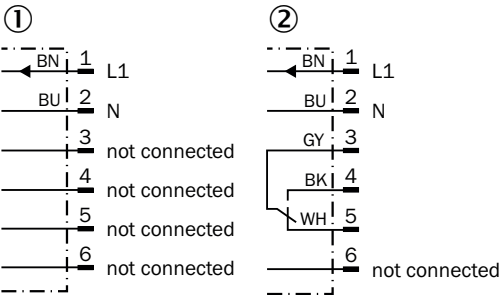 ①
BN 1 L1
BU 2 N
3 not connected
4 not connected
5 not connected
6 not connected
②
BN 1 L1
BU 2 N
GY 3
BK 4
WH 5
6 not connected